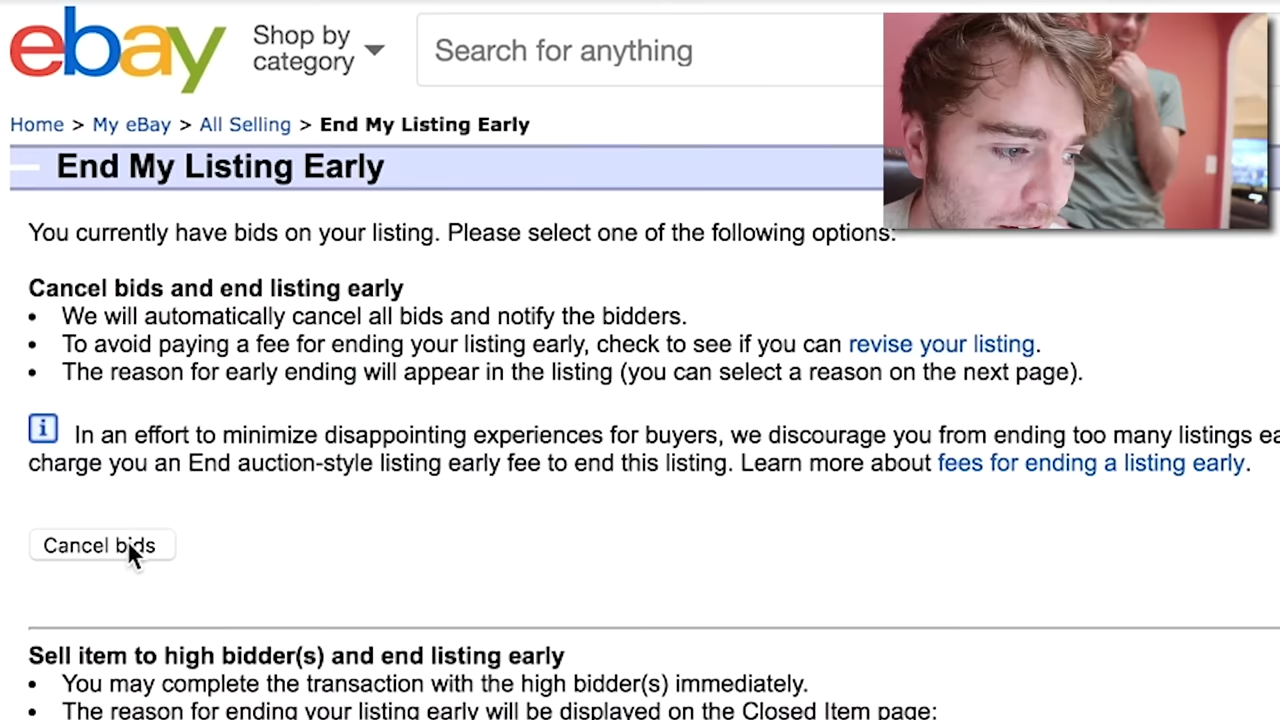 ebay
Shop by
category
Search for anything
Home > My eBay > All Selling > End My Listing Early
End My Listing Early
You currently have bids on your listing. Please select one of the following options:
Cancel bids and end listing early
• We will automatically cancel all bids and notify the bidders.
• To avoid paying a fee for ending your listing early, check to see if you can revise your listing.
• The reason for early ending will appear in the listing (you can select a reason on the next page).
i In an effort to minimize disappointing experiences for buyers, we discourage you from ending too many listings ea
charge you an End auction-style listing early fee to end this listing. Learn more about fees for ending a listing early.
Cancel bids
Sell item to high bidder(s) and end listing early
• You may complete the transaction with the high bidder(s) immediately.
• The reason for ending your listing early will be displayed on the Closed Item page: